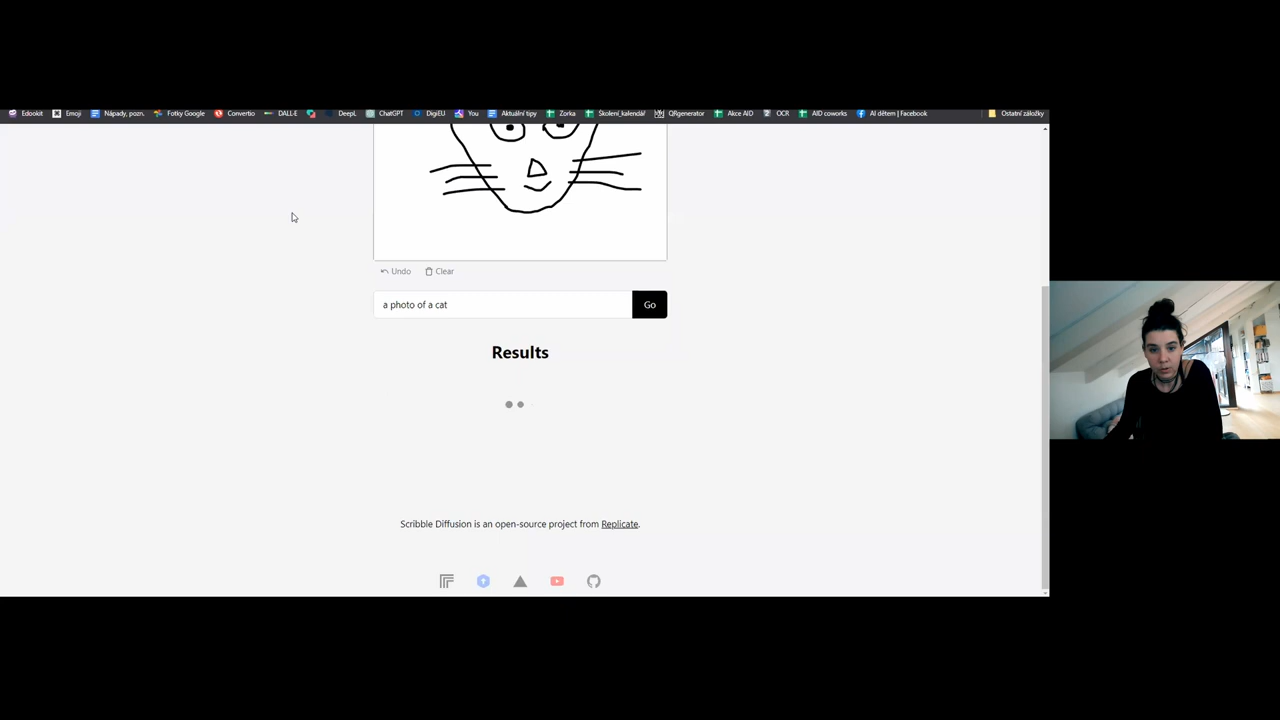 Edookit Emoji Nápady, pozn. Fotky Google Convertio DALL·E DeepL ChatGPT DigiEU You Aktuální tipy Zorka Školení_kalendář QRgenerator Akce AID OCR AID coworks AI dětem | Facebook Ostatní záložky
Undo Clear
a photo of a cat Go
Results
Scribble Diffusion is an open-source project from Replicate.